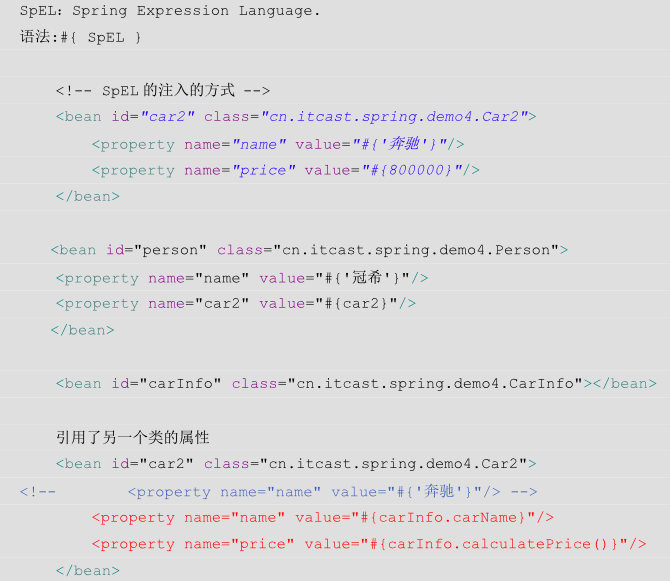 SpEL: Spring Expression Language.
语法:#{ SpEL }
<!-- SpEL 的注入的方式 -->
<bean id="car2" class="cn.itcast.spring.demo4.Car2">
<property name="name" value="#{'奔驰'}"/>
<property name="price" value="#{800000}"/>
</bean>
<bean id="person" class="cn.itcast.spring.demo4.Person">
<property name="name" value="#{'冠希'}"/>
<property name="car2" value="#{car2}"/>
</bean>
<bean id="carInfo" class="cn.itcast.spring.demo4.CarInfo"></bean>
引用了另一个类的属性
<bean id="car2" class="cn.itcast.spring.demo4.Car2">
<!-- <property name="name" value="#{'奔驰'}"/> -->
<property name="name" value="#{carInfo.carName}"/>
<property name="price" value="#{carInfo.calculatePrice()}"/>
</bean>